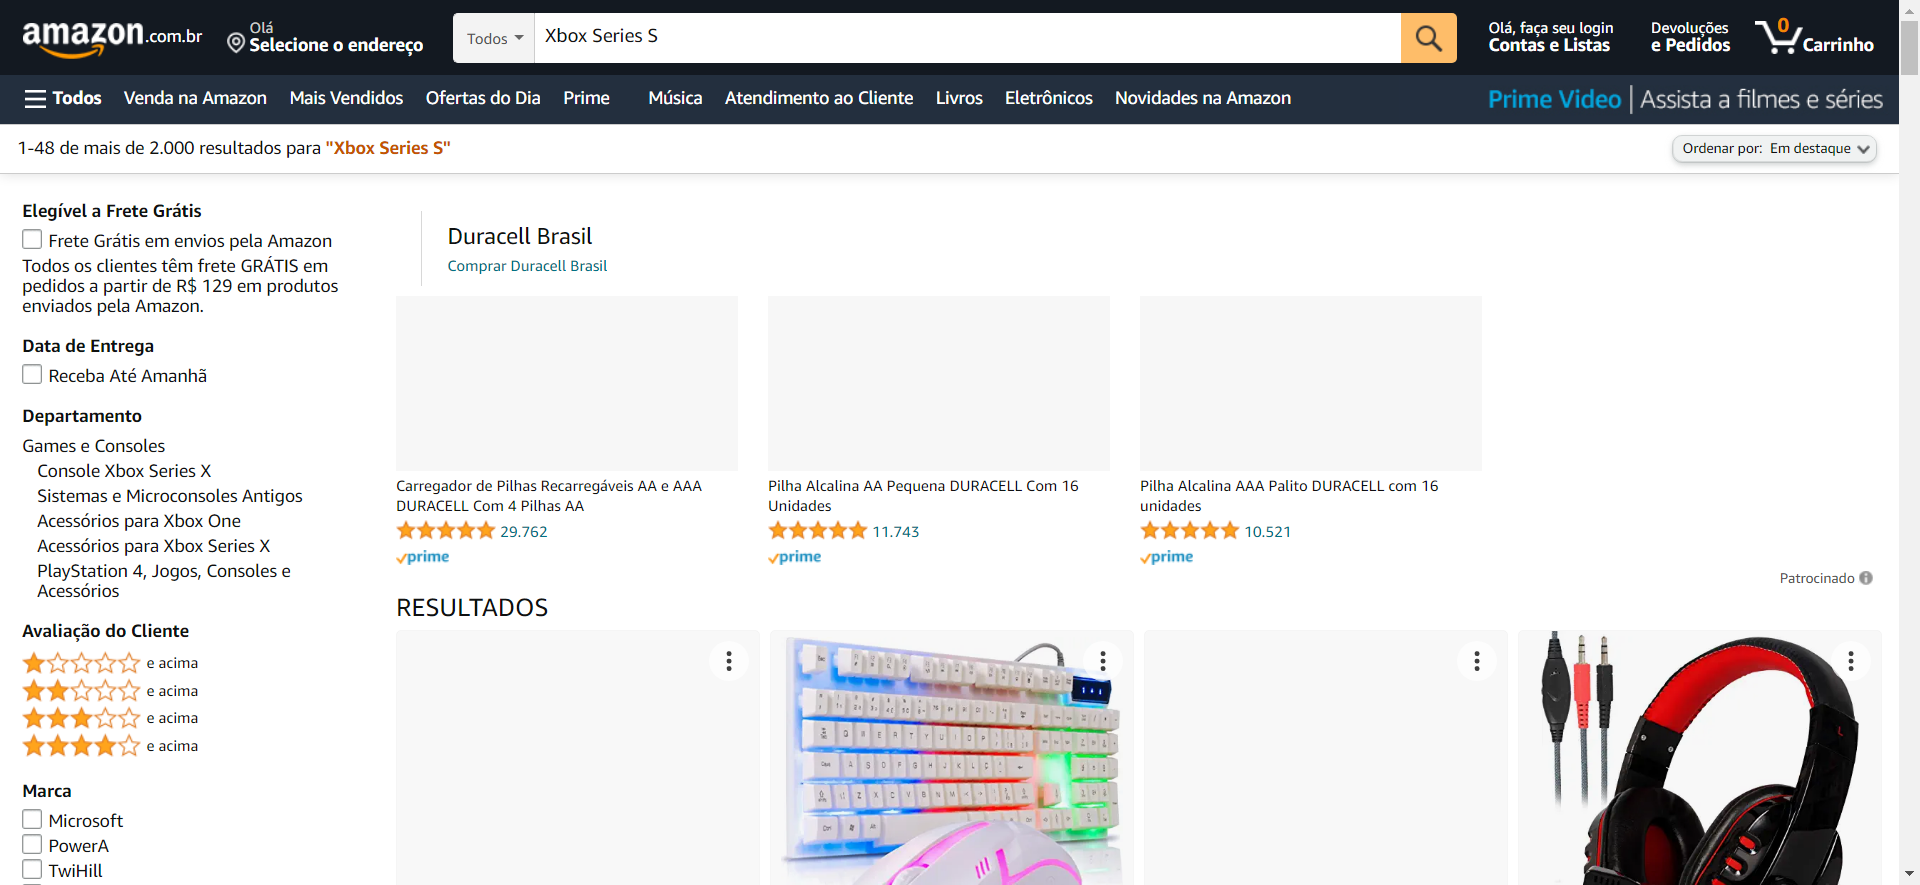 amazon.com.br
Olá
Selecione o endereço
Todos
Xbox Series S
Olá, faça seu login
Contas e Listas
Devoluções
e Pedidos
0
Carrinho
Todos
Venda na Amazon
Mais Vendidos
Ofertas do Dia
Prime
Música
Atendimento ao Cliente
Livros
Eletrônicos
Novidades na Amazon
Prime Video | Assista a filmes e séries
1-48 de mais de 2.000 resultados para "Xbox Series S"
Ordenar por: Em destaque
Elegível a Frete Grátis
Frete Grátis em envios pela Amazon
Todos os clientes têm frete GRÁTIS em
pedidos a partir de R$ 129 em produtos
enviados pela Amazon.
Data de Entrega
Receba Até Amanhã
Departamento
Games e Consoles
Console Xbox Series X
Sistemas e Microconsoles Antigos
Acessórios para Xbox One
Acessórios para Xbox Series X
PlayStation 4, Jogos, Consoles e
Acessórios
Avaliação do Cliente
e acima
e acima
e acima
e acima
Marca
Microsoft
PowerA
TwiHill
Duracell Brasil
Comprar Duracell Brasil
Carregador de Pilhas Recarregáveis AA e AAA
DURACELL Com 4 Pilhas AA
29.762
prime
Pilha Alcalina AA Pequena DURACELL Com 16
Unidades
11.743
prime
Pilha Alcalina AAA Palito DURACELL com 16
unidades
10.521
prime
Patrocinado
RESULTADOS